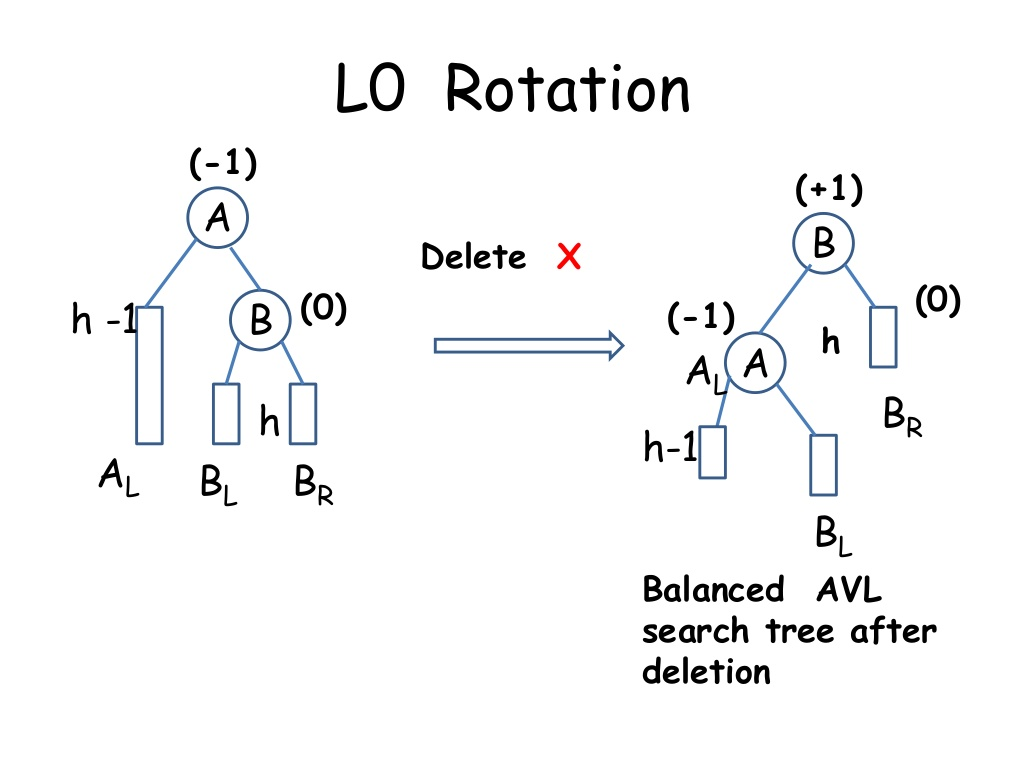 L0 Rotation
(-1)
A
h -1
B
(0)
h
A_L
B_L
B_R
Delete X
(+1)
B
(-1)
A
(0)
h
A_L
B_R
h-1
B_L
Balanced AVL
search tree after
deletion